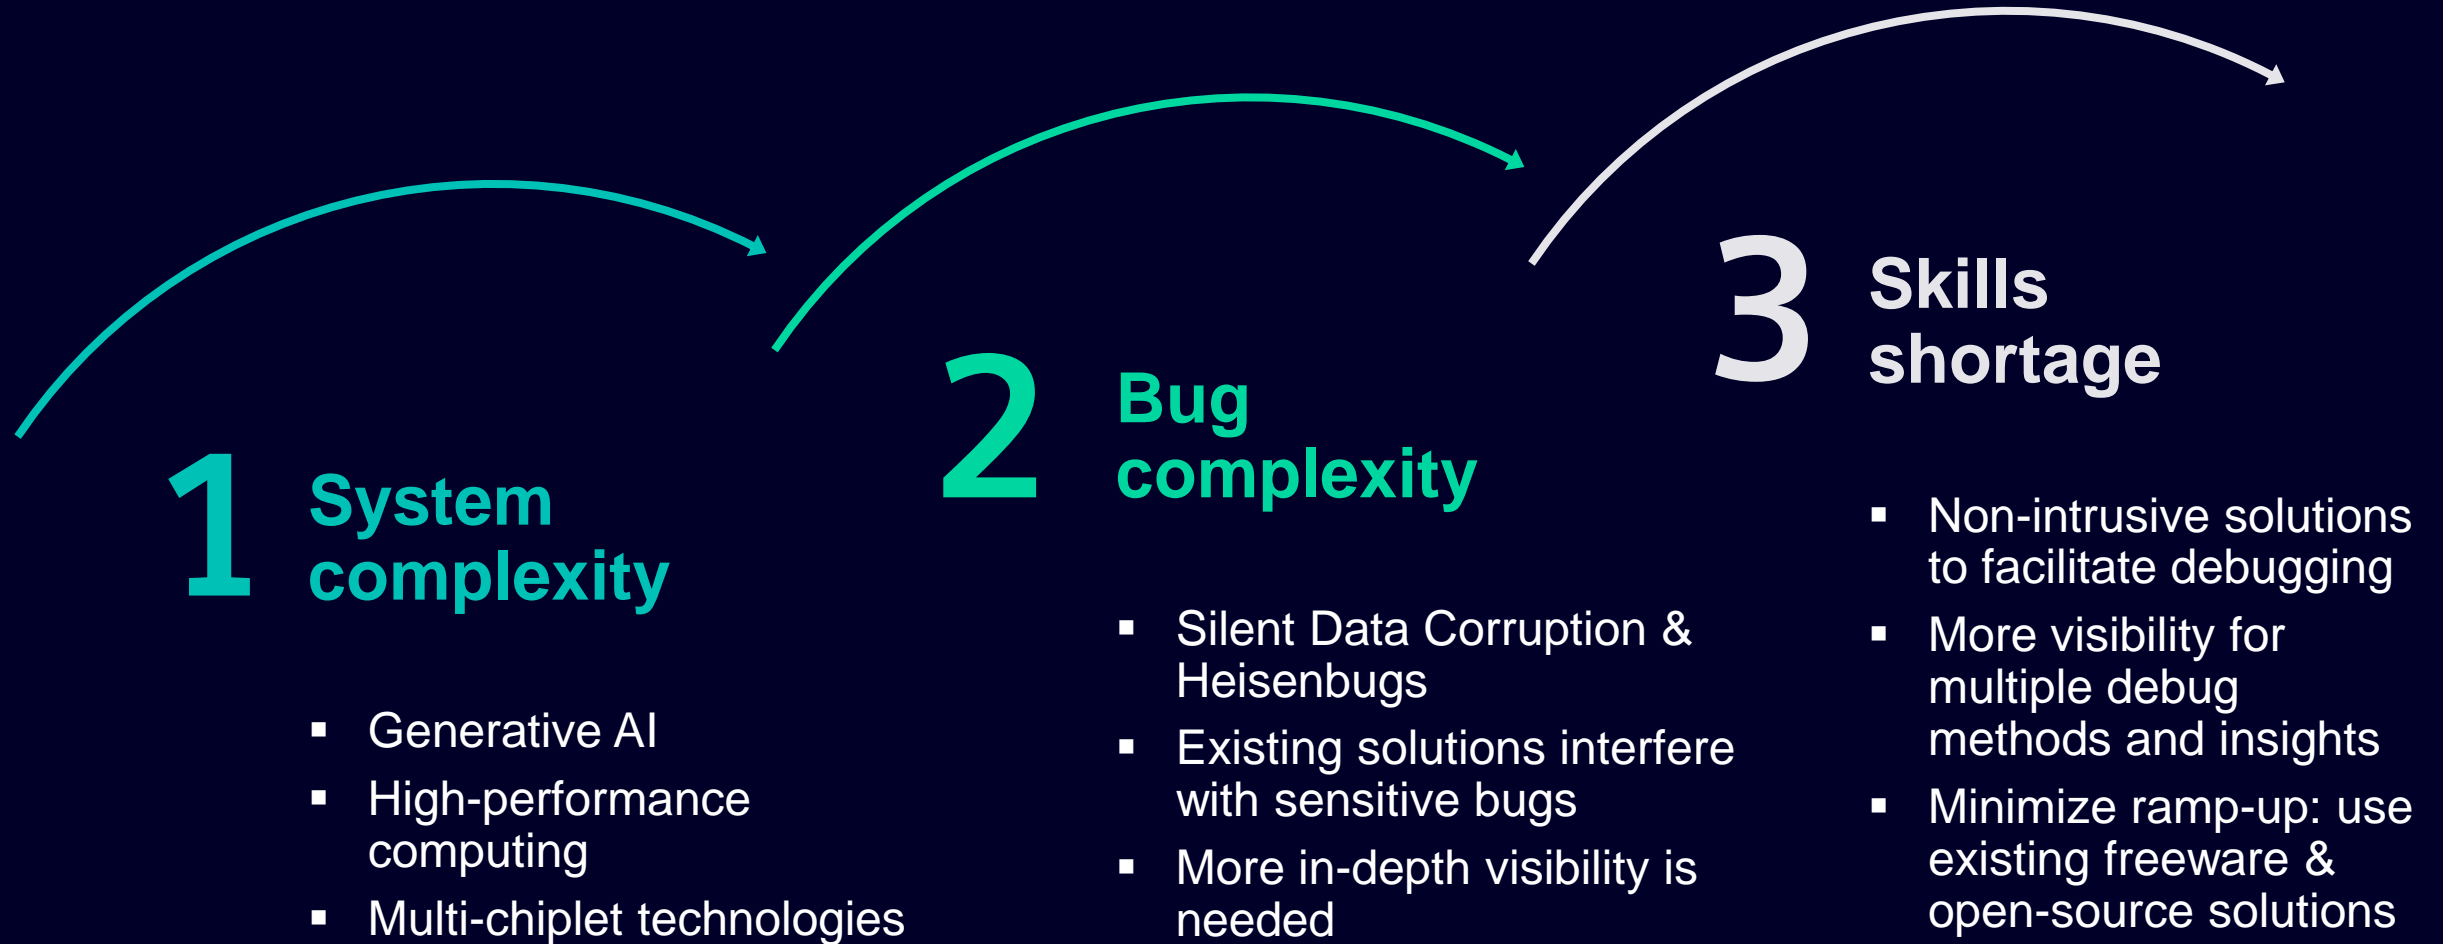 1
System
complexity
▪ Generative AI
▪ High-performance
computing
▪ Multi-chiplet technologies
2
Bug
complexity
▪ Silent Data Corruption &
Heisenbugs
▪ Existing solutions interfere
with sensitive bugs
▪ More in-depth visibility is
needed
3
Skills
shortage
▪ Non-intrusive solutions
to facilitate debugging
▪ More visibility for
multiple debug
methods and insights
▪ Minimize ramp-up: use
existing freeware &
open-source solutions